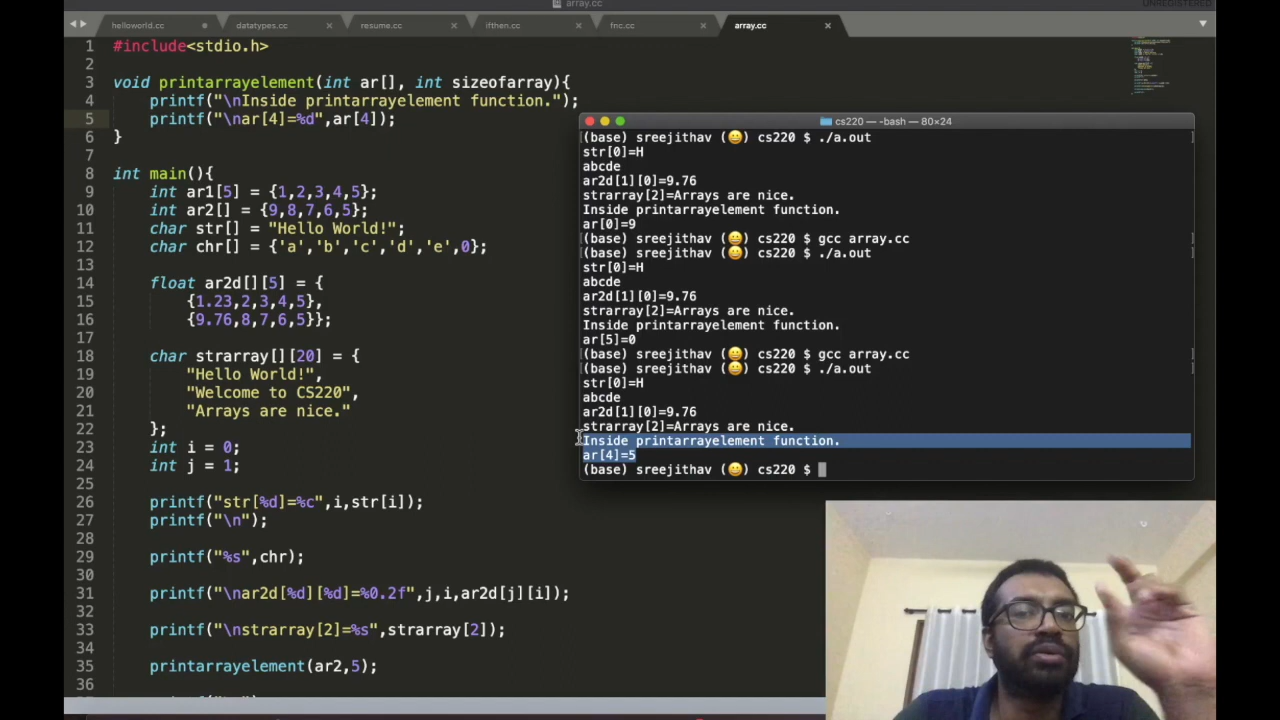 array.cc
UNREGISTERED
helloworld.cc
datatypes.cc
resume.cc
ifthen.cc
fnc.cc
array.cc
1 #include<stdio.h>
2
3 void printarrayelement(int ar[], int sizeofarray){
4 printf("\nInside printarrayelement function.");
5 printf("\nar[4]=%d",ar[4]);
6 }
7
8 int main(){
9 int ar1[5] = {1,2,3,4,5};
10 int ar2[] = {9,8,7,6,5};
11 char str[] = "Hello World!";
12 char chr[] = {'a','b','c','d','e',0};
13
14 float ar2d[][5] = {
15 {1.23,2,3,4,5},
16 {9.76,8,7,6,5}};
17
18 char strarray[][20] = {
19 "Hello World!",
20 "Welcome to CS220",
21 "Arrays are nice."
22 };
23 int i = 0;
24 int j = 1;
25
26 printf("str[%d]=%c",i,str[i]);
27 printf("\n");
28
29 printf("%s",chr);
30
31 printf("\nar2d[%d][%d]=%0.2f",j,i,ar2d[j][i]);
32
33 printf("\nstrarray[2]=%s",strarray[2]);
34
35 printarrayelement(ar2,5);
36
cs220 — -bash — 80×24
(base) sreejithav (😀) cs220 $ ./a.out
str[0]=H
abcde
ar2d[1][0]=9.76
strarray[2]=Arrays are nice.
Inside printarrayelement function.
ar[0]=9
(base) sreejithav (😀) cs220 $ gcc array.cc
(base) sreejithav (😀) cs220 $ ./a.out
str[0]=H
abcde
ar2d[1][0]=9.76
strarray[2]=Arrays are nice.
Inside printarrayelement function.
ar[5]=0
(base) sreejithav (😀) cs220 $ gcc array.cc
(base) sreejithav (😀) cs220 $ ./a.out
str[0]=H
abcde
ar2d[1][0]=9.76
strarray[2]=Arrays are nice.
Inside printarrayelement function.
ar[4]=5
(base) sreejithav (😀) cs220 $